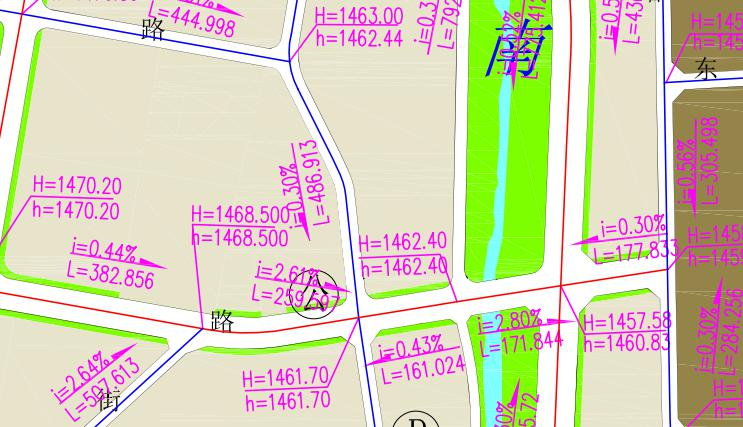 L=444.998
路
H=1463.00
h=1462.44
南
东
i=0.56%
L=305.498
i=0.30%
L=486.913
H=1470.20
h=1470.20
H=1468.500
h=1468.500
i=0.44%
L=382.856
H=1462.40
h=1462.40
i=0.30%
L=177.833
i=2.61%
公
路
i=2.80%
L=171.844
H=1457.58
h=1460.83
i=0.30%
L=284.256
i=0.43%
L=161.024
i=2.64%
L=507.613
街
H=1461.70
h=1461.70